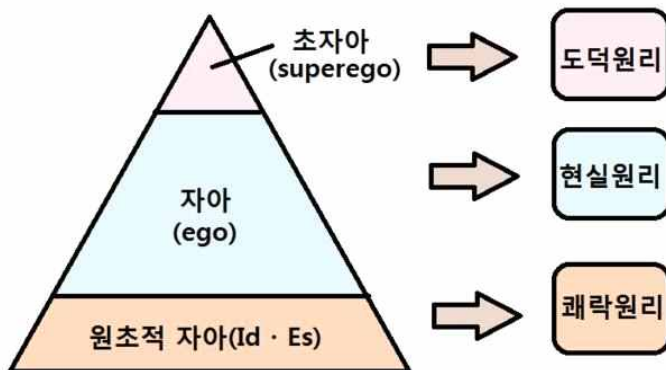 초자아
(superego)
도덕원리
자아
(ego)
현실원리
원초적 자아(Id · Es)
쾌락원리